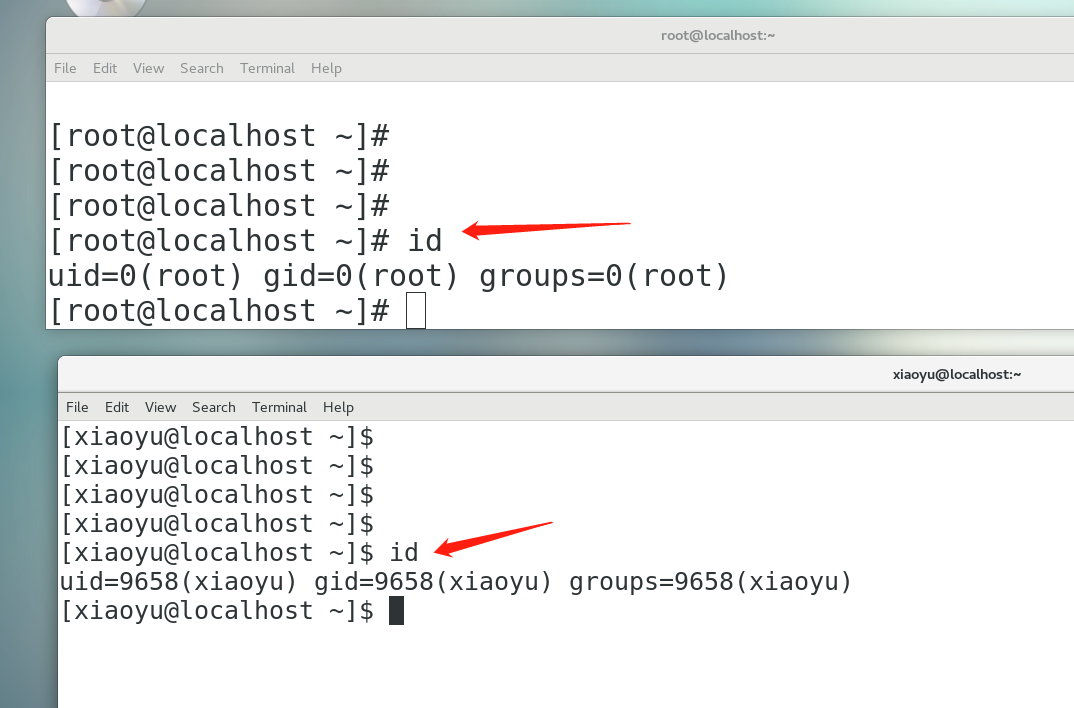 root@localhost:~
File Edit View Search Terminal Help
[root@localhost ~]#
[root@localhost ~]#
[root@localhost ~]#
[root@localhost ~]# id
uid=0(root) gid=0(root) groups=0(root)
[root@localhost ~]#
xiaoyu@localhost:~
File Edit View Search Terminal Help
[xiaoyu@localhost ~]$
[xiaoyu@localhost ~]$
[xiaoyu@localhost ~]$
[xiaoyu@localhost ~]$
[xiaoyu@localhost ~]$ id
uid=9658(xiaoyu) gid=9658(xiaoyu) groups=9658(xiaoyu)
[xiaoyu@localhost ~]$